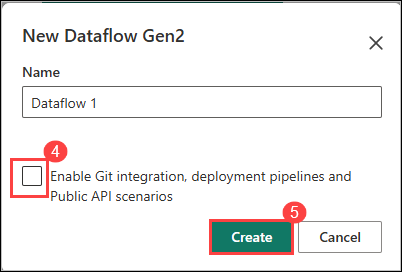 New Dataflow Gen2
Name
Dataflow 1
4
Enable Git integration, deployment pipelines and
Public API scenarios
5
Create
Cancel